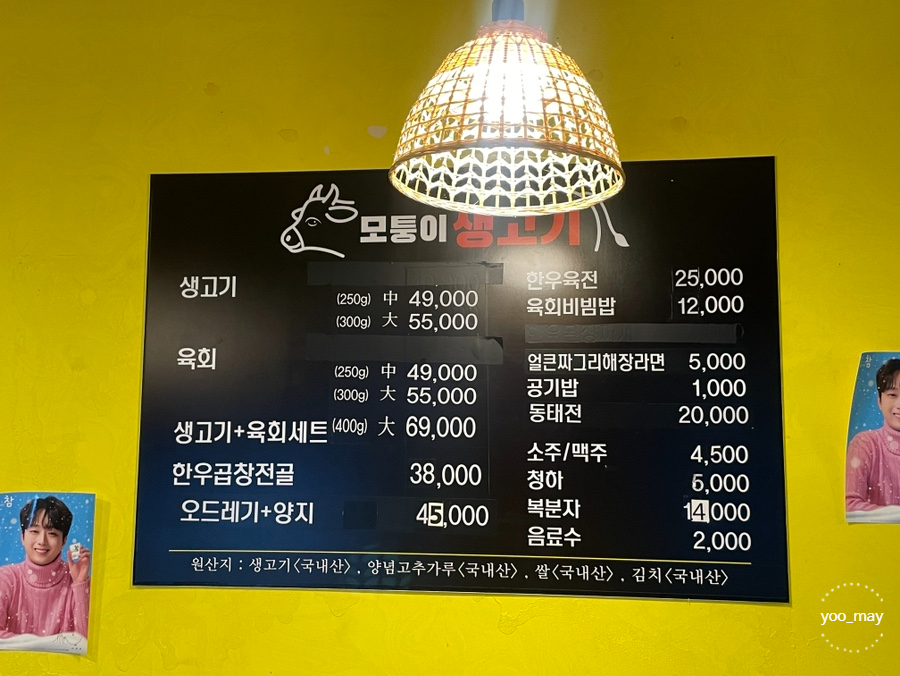 모퉁이 생고기
생고기
(250g) 中 49,000
(300g) 大 55,000
육회
(250g) 中 49,000
(300g) 大 55,000
생고기+육회세트 (400g) 大 69,000
한우곱창전골 38,000
오드레기+양지 45,000
한우육전 25,000
육회비빔밥 12,000
얼큰짜그리해장라면 5,000
공기밥 1,000
동태전 20,000
소주/맥주 4,500
청하 5,000
복분자 14,000
음료수 2,000
원산지 : 생고기〈국내산〉, 양념고추가루〈국내산〉, 쌀〈국내산〉, 김치〈국내산〉
참
참
yoo_may